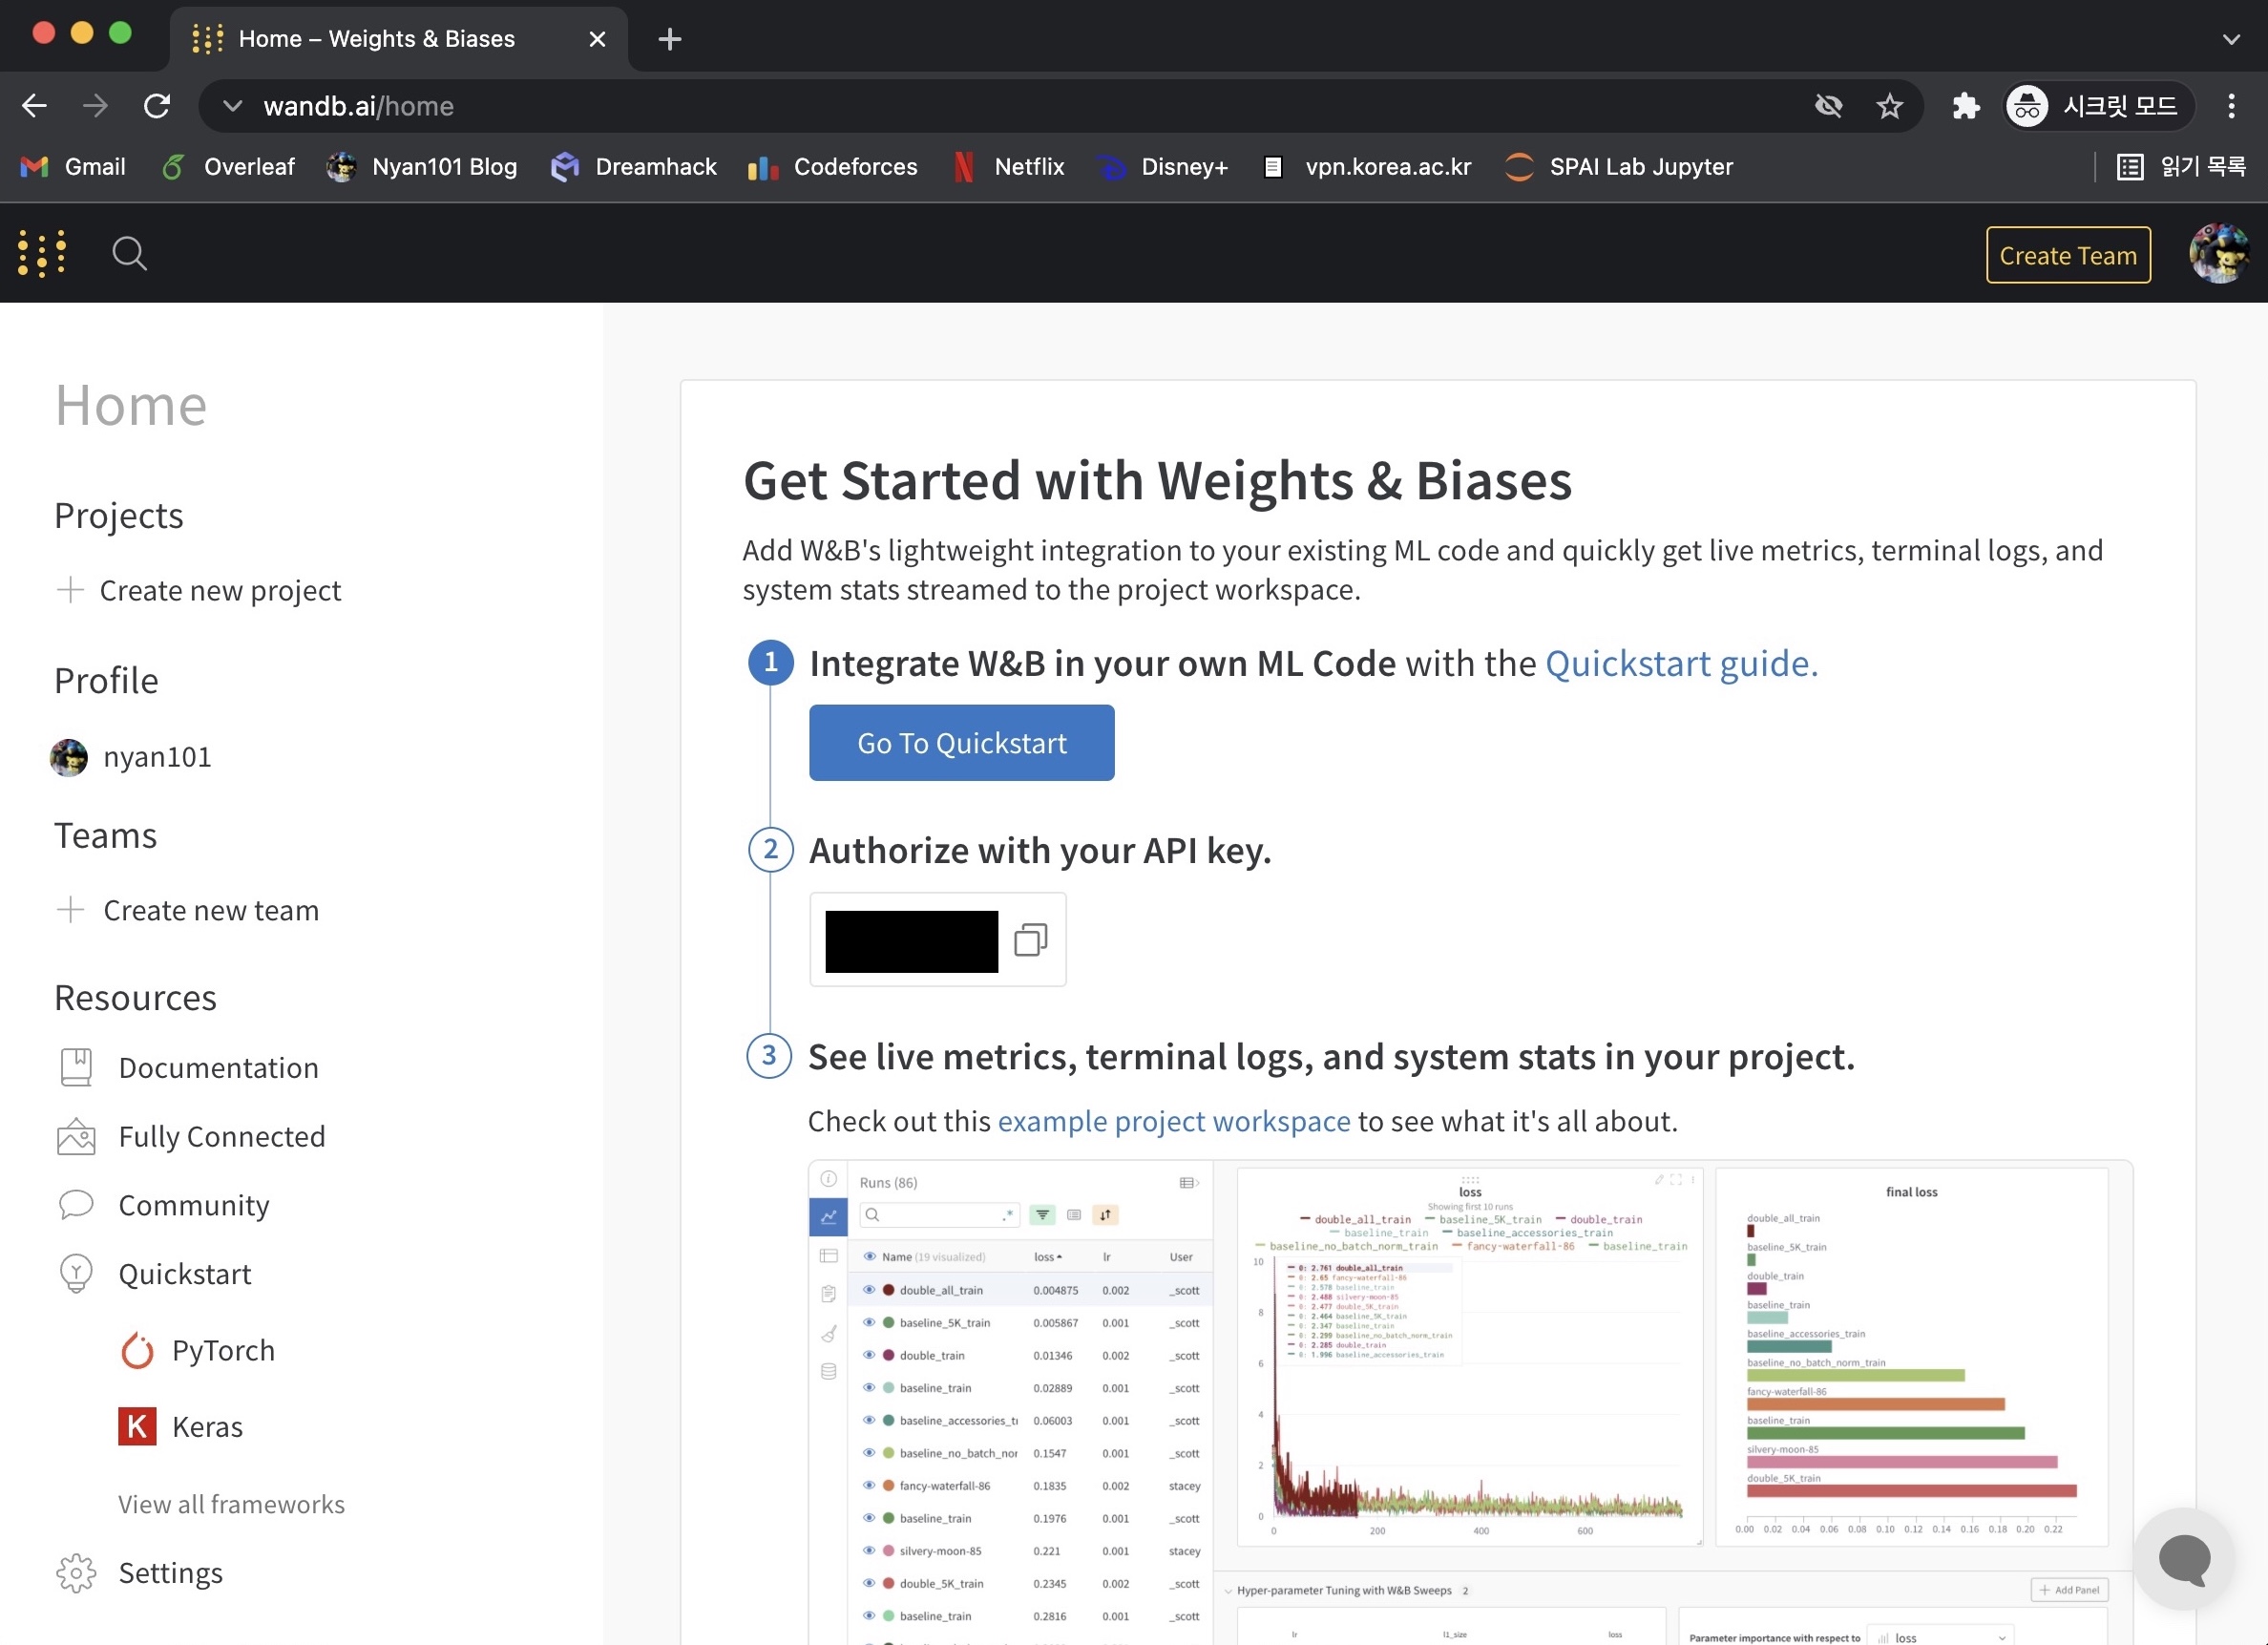 Home – Weights & Biases
wandb.ai/home
시크릿 모드
Gmail
Overleaf
Nyan101 Blog
Dreamhack
Codeforces
Netflix
Disney+
vpn.korea.ac.kr
SPAI Lab Jupyter
읽기 목록
Create Team
Home
Projects
Create new project
Profile
nyan101
Teams
Create new team
Resources
Documentation
Fully Connected
Community
Quickstart
PyTorch
K Keras
View all frameworks
Settings
Get Started with Weights & Biases
Add W&B's lightweight integration to your existing ML code and quickly get live metrics, terminal logs, and
system stats streamed to the project workspace.
1 Integrate W&B in your own ML Code with the Quickstart guide.
Go To Quickstart
2 Authorize with your API key.
3 See live metrics, terminal logs, and system stats in your project.
Check out this example project workspace to see what it's all about.
Runs (86)
.*
Name (19 visualized) loss lr User
double_all_train 0.004875 0.002 _scott
baseline_5K_train 0.005867 0.001 _scott
double_train 0.01346 0.002 _scott
baseline_train 0.02889 0.001 _scott
baseline_accessories_t 0.06003 0.001 _scott
baseline_no_batch_nor 0.1547 0.001 _scott
fancy-waterfall-86 0.1835 0.002 stacey
baseline_train 0.1976 0.001 _scott
silvery-moon-85 0.221 0.001 stacey
double_5K_train 0.2345 0.002 _scott
baseline_train 0.2816 0.001 _scott
loss
Showing first 10 runs
double_all_train baseline_5K_train double_train
baseline_train baseline_accessories_train
baseline_no_batch_norm_train fancy-waterfall-86 baseline_train
0: 2.761 double_all_train
0: 2.65 fancy-waterfall-86
0: 2.578 baseline_train
0: 2.488 silvery-moon-85
0: 2.477 double_5K_train
0: 2.464 baseline_5K_train
0: 2.347 baseline_train
0: 2.299 baseline_no_batch_norm_train
0: 2.285 double_train
0: 1.996 baseline_accessories_train
10
8
6
4
2
0
0 200 400 600
final loss
double_all_train
baseline_5K_train
double_train
baseline_train
baseline_accessories_train
baseline_no_batch_norm_train
fancy-waterfall-86
baseline_train
silvery-moon-85
double_5K_train
0.00 0.02 0.04 0.06 0.08 0.10 0.12 0.14 0.16 0.18 0.20 0.22
Hyper-parameter Tuning with W&B Sweeps 2
Add Panel
lr l1_size loss
Parameter importance with respect to loss